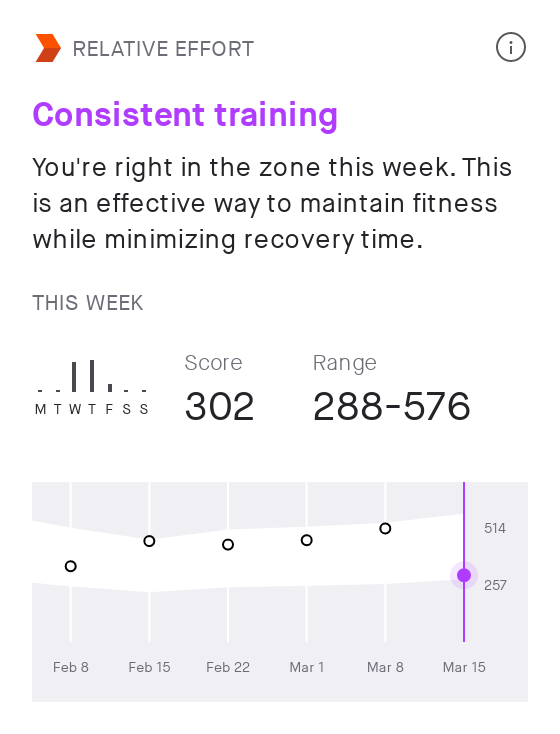 RELATIVE EFFORT
Consistent training
You're right in the zone this week. This
is an effective way to maintain fitness
while minimizing recovery time.
THIS WEEK
Score
Range
M T W T F S S
302
288-576
514
257
Feb 8
Feb 15
Feb 22
Mar 1
Mar 8
Mar 15